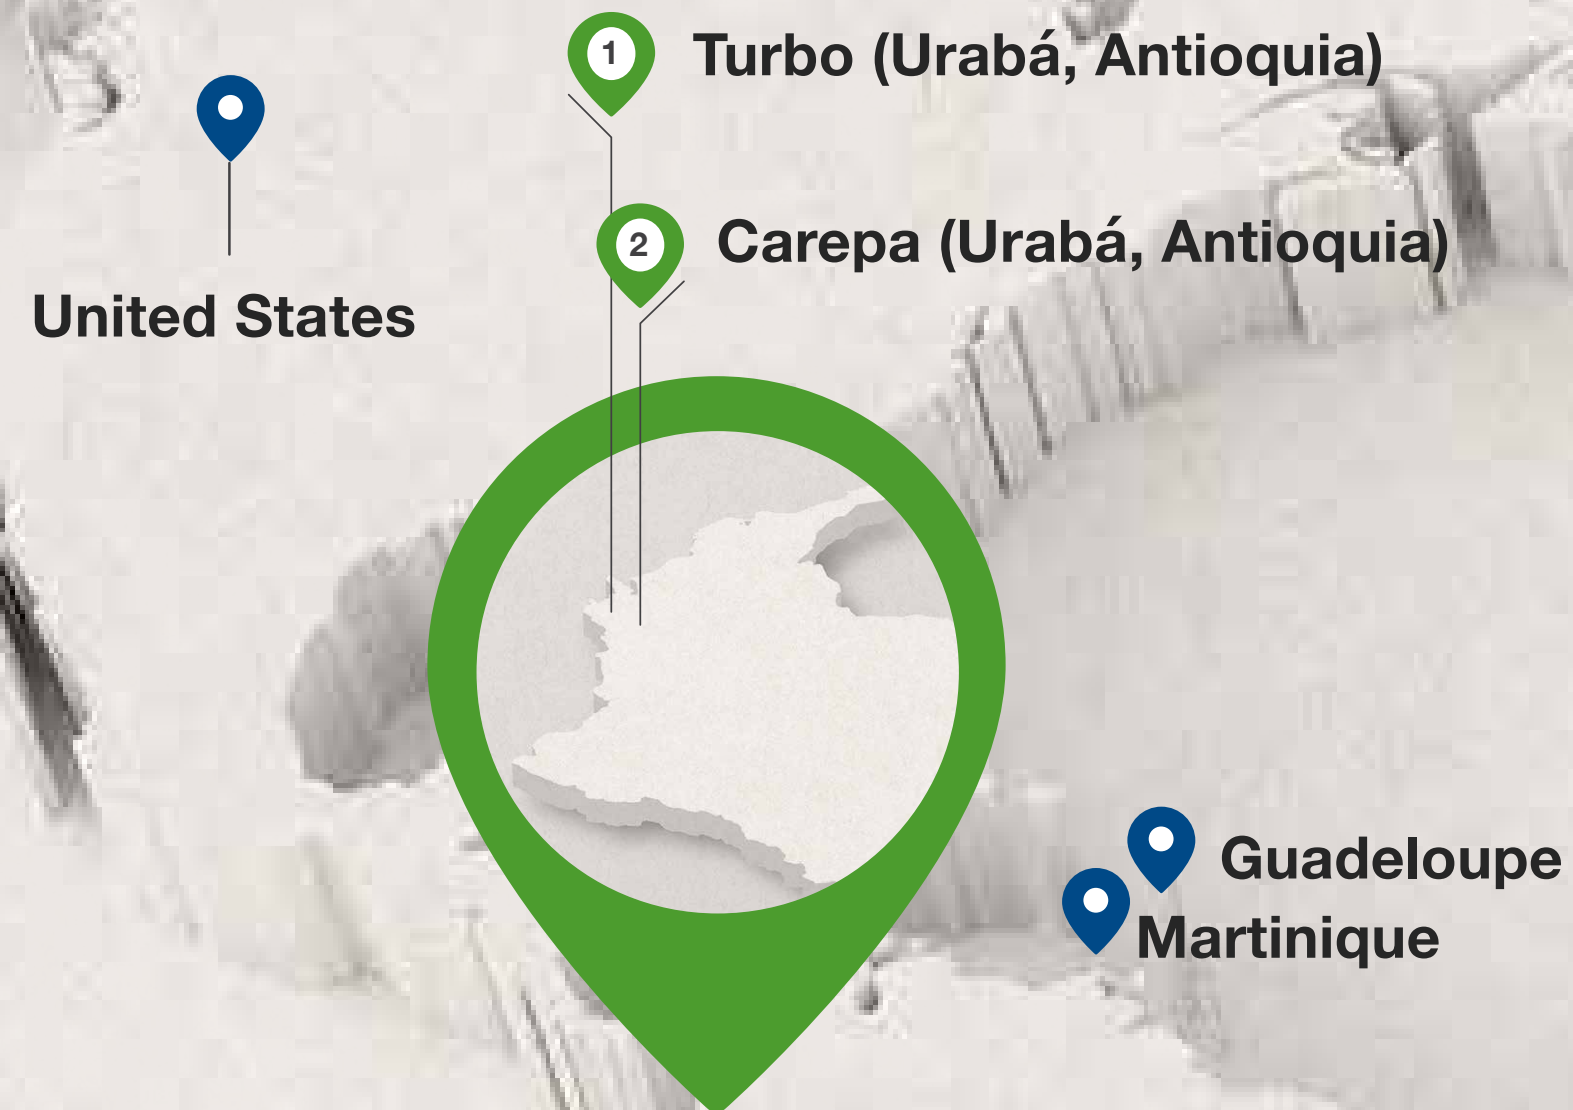 1 Turbo (Urabá, Antioquia)
2 Carepa (Urabá, Antioquia)
United States
Guadeloupe
Martinique